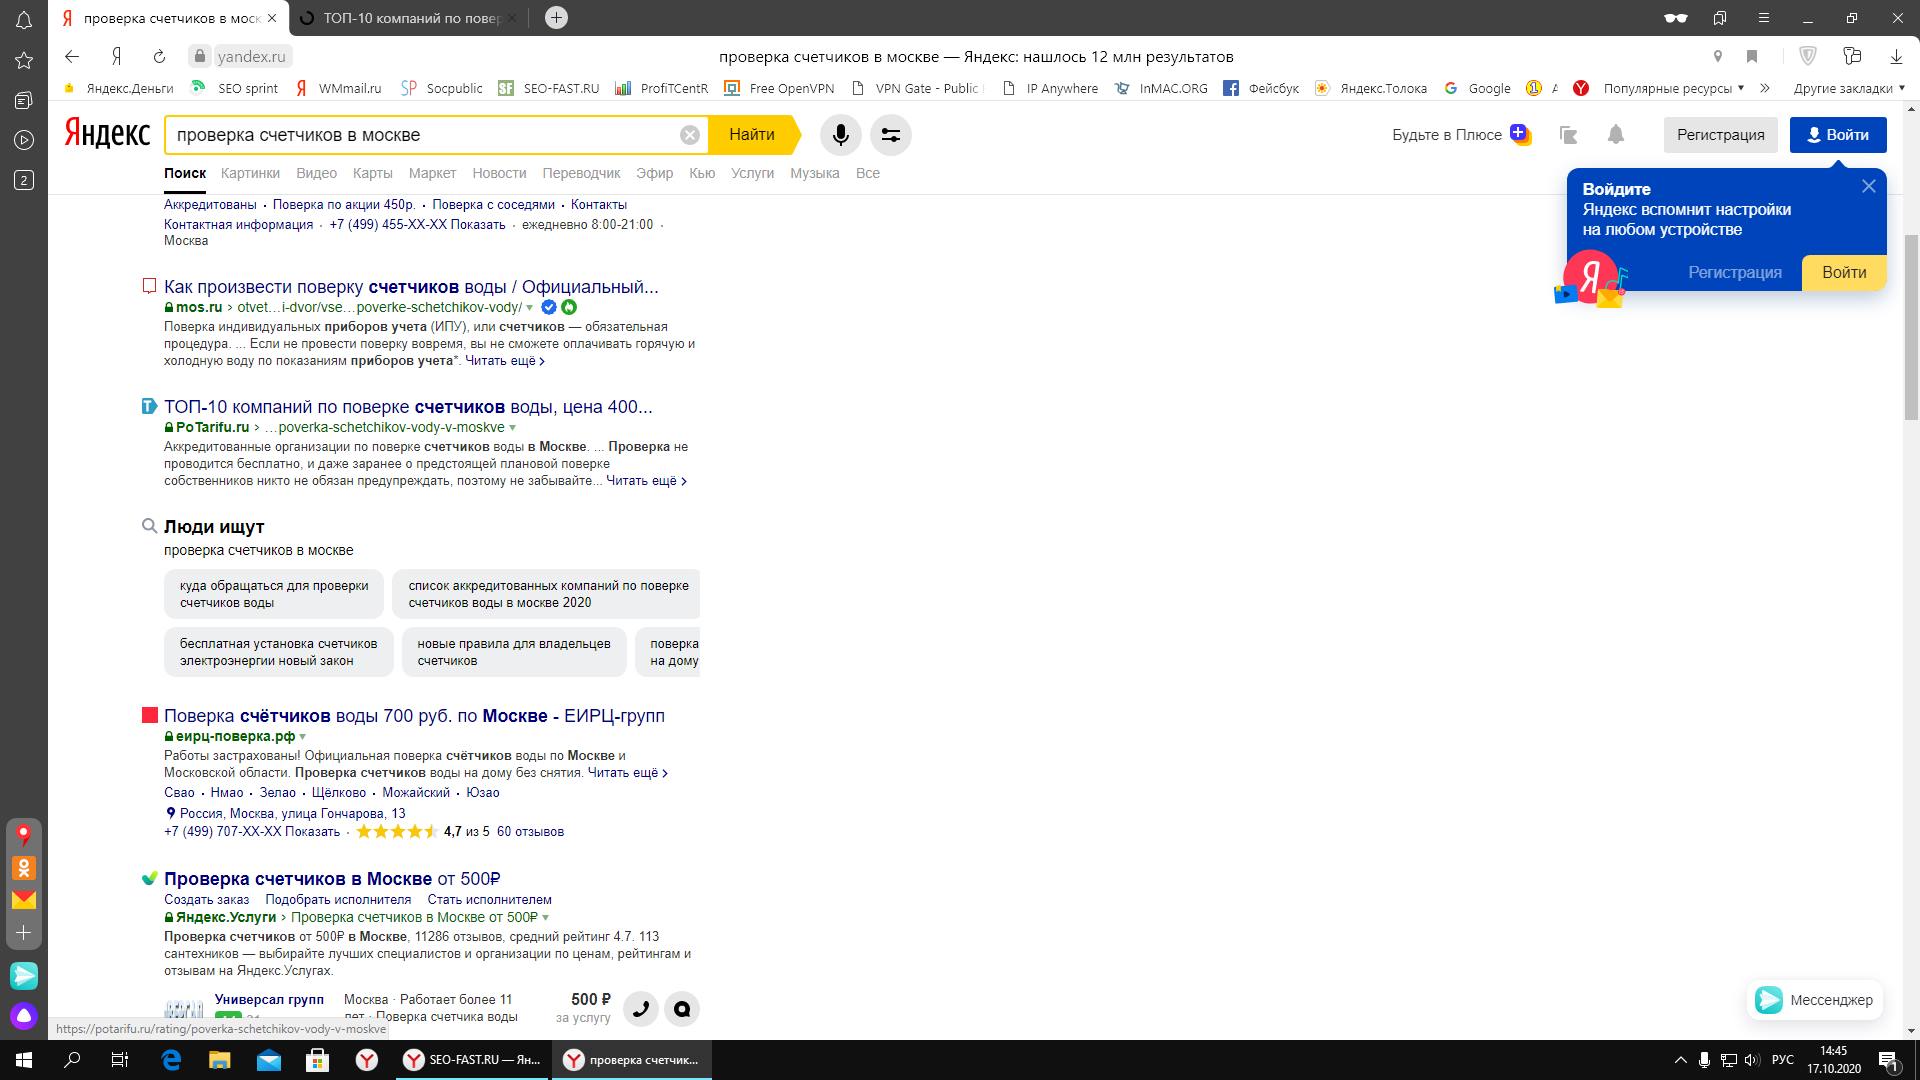 проверка счетчиков в моск
ТОП-10 компаний по повер
yandex.ru
проверка счетчиков в москве — Яндекс: нашлось 12 млн результатов
Яндекс.Деньги SEO sprint WMmail.ru Socpublic SEO-FAST.RU ProfiTCentR Free OpenVPN VPN Gate - Public IP Anywhere InMAC.ORG Фейсбук Яндекс.Толока Google Популярные ресурсы Другие закладки
Яндекс
проверка счетчиков в москве
Найти
Будьте в Плюсе
Регистрация
Войти
Поиск Картинки Видео Карты Маркет Новости Переводчик Эфир Кью Услуги Музыка Все
Войдите
Яндекс вспомнит настройки
на любом устройстве
Регистрация Войти
Аккредитованы · Поверка по акции 450р. · Поверка с соседями · Контакты
Контактная информация · +7 (499) 455-XX-XX Показать · ежедневно 8:00-21:00 ·
Москва
Как произвести поверку счетчиков воды / Официальный...
mos.ru › otvet…i-dvor/vse…poverke-schetchikov-vody/
Поверка индивидуальных приборов учета (ИПУ), или счетчиков — обязательная
процедура. ... Если не провести поверку вовремя, вы не сможете оплачивать горячую и
холодную воду по показаниям приборов учета*. Читать ещё ›
ТОП-10 компаний по поверке счетчиков воды, цена 400...
PoTarifu.ru › …poverka-schetchikov-vody-v-moskve
Аккредитованные организации по поверке счетчиков воды в Москве. ... Проверка не
проводится бесплатно, и даже заранее о предстоящей плановой поверке
собственников никто не обязан предупреждать, поэтому не забывайте... Читать ещё ›
Люди ищут
проверка счетчиков в москве
куда обращаться для проверки
счетчиков воды
список аккредитованных компаний по поверке
счетчиков воды в москве 2020
бесплатная установка счетчиков
электроэнергии новый закон
новые правила для владельцев
счетчиков
поверка
на дому
Поверка счётчиков воды 700 руб. по Москве - ЕИРЦ-групп
еирц-поверка.рф
Работы застрахованы! Официальная поверка счётчиков воды по Москве и
Московской области. Проверка счетчиков воды на дому без снятия. Читать ещё ›
Свао · Нмао · Зелао · Щёлково · Можайский · Юзао
Россия, Москва, улица Гончарова, 13
+7 (499) 707-XX-XX Показать · 4,7 из 5 60 отзывов
Проверка счетчиков в Москве от 500₽
Создать заказ Подобрать исполнителя Стать исполнителем
Яндекс.Услуги › Проверка счетчиков в Москве от 500₽
Проверка счетчиков от 500₽ в Москве, 11286 отзывов, средний рейтинг 4.7. 113
сантехников — выбирайте лучших специалистов и организации по ценам, рейтингам и
отзывам на Яндекс.Услугах.
Универсал групп
Москва · Работает более 11
лет · Поверка счетчика воды
500 ₽
за услугу
Мессенджер
https://potarifu.ru/rating/poverka-schetchikov-vody-v-moskve
SEO-FAST.RU — Ян...
проверка счетчик...
РУС
14:45
17.10.2020